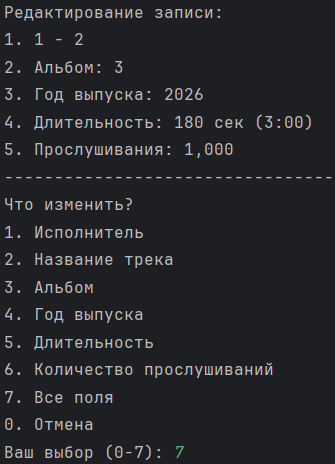 Редактирование записи:
1. 1 - 2
2. Альбом: 3
3. Год выпуска: 2026
4. Длительность: 180 сек (3:00)
5. Прослушивания: 1,000
---------------------------------
Что изменить?
1. Исполнитель
2. Название трека
3. Альбом
4. Год выпуска
5. Длительность
6. Количество прослушиваний
7. Все поля
0. Отмена
Ваш выбор (0-7): 7